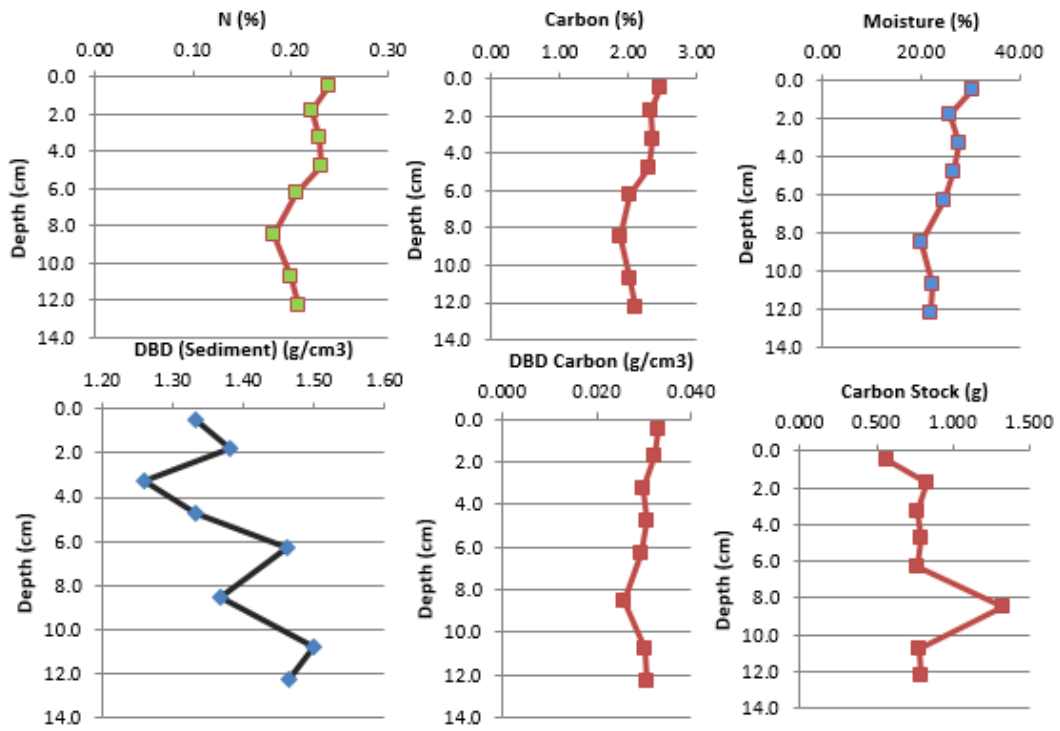 N (%)
0.00 0.10 0.20 0.30
0.0
2.0
4.0
6.0
8.0
10.0
12.0
14.0
Depth (cm)
Carbon (%)
0.00 1.00 2.00 3.00
0.0
2.0
4.0
6.0
8.0
10.0
12.0
14.0
Depth (cm)
Moisture (%)
0.00 20.00 40.00
0.0
2.0
4.0
6.0
8.0
10.0
12.0
14.0
Depth (cm)
DBD (Sediment) (g/cm3)
1.20 1.30 1.40 1.50 1.60
0.0
2.0
4.0
6.0
8.0
10.0
12.0
14.0
Depth (cm)
DBD Carbon (g/cm3)
0.000 0.020 0.040
0.0
2.0
4.0
6.0
8.0
10.0
12.0
14.0
Depth (cm)
Carbon Stock (g)
0.000 0.500 1.000 1.500
0.0
2.0
4.0
6.0
8.0
10.0
12.0
14.0
Depth (cm)